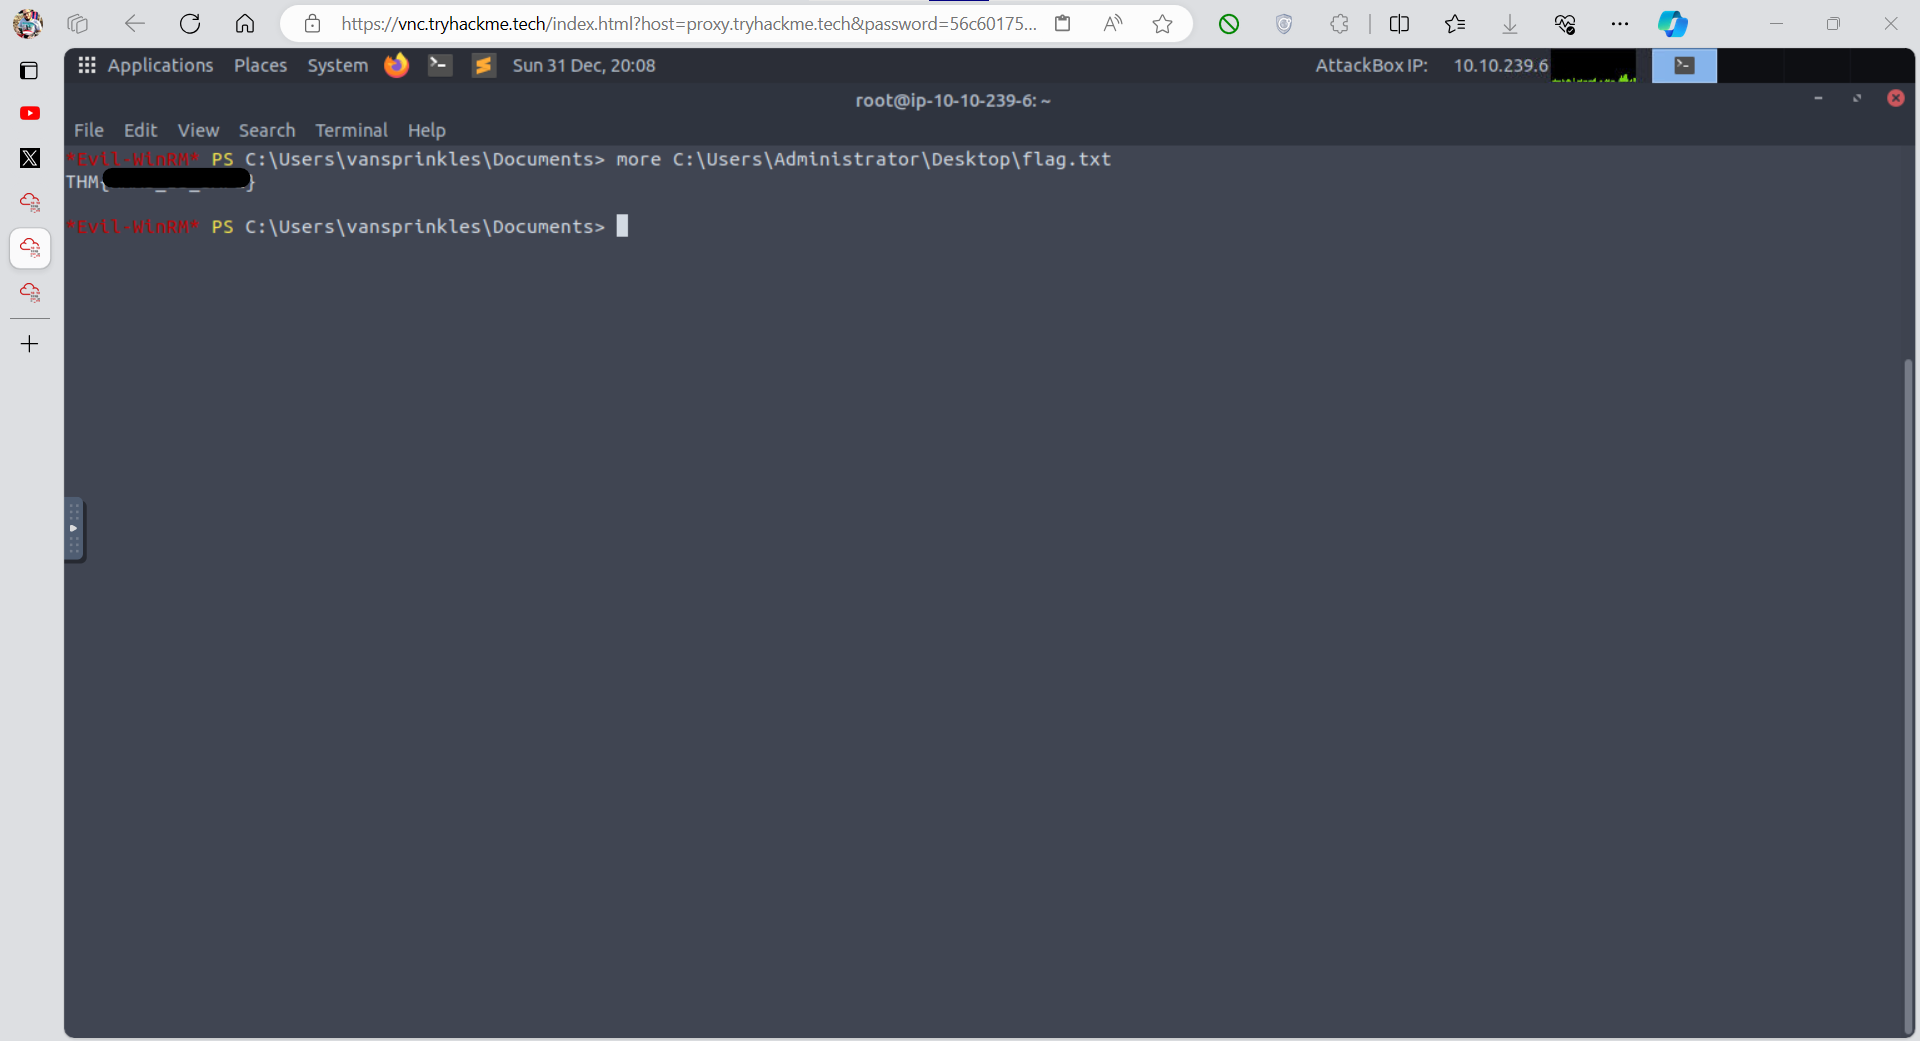 https://vnc.tryhackme.tech/index.html?host=proxy.tryhackme.tech&password=56c60175...
Applications Places System Sun 31 Dec, 20:08 AttackBox IP: 10.10.239.6
root@ip-10-10-239-6: ~
File Edit View Search Terminal Help
*Evil-WinRM* PS C:\Users\vansprinkles\Documents> more C:\Users\Administrator\Desktop\flag.txt
THM{ }
*Evil-WinRM* PS C:\Users\vansprinkles\Documents>